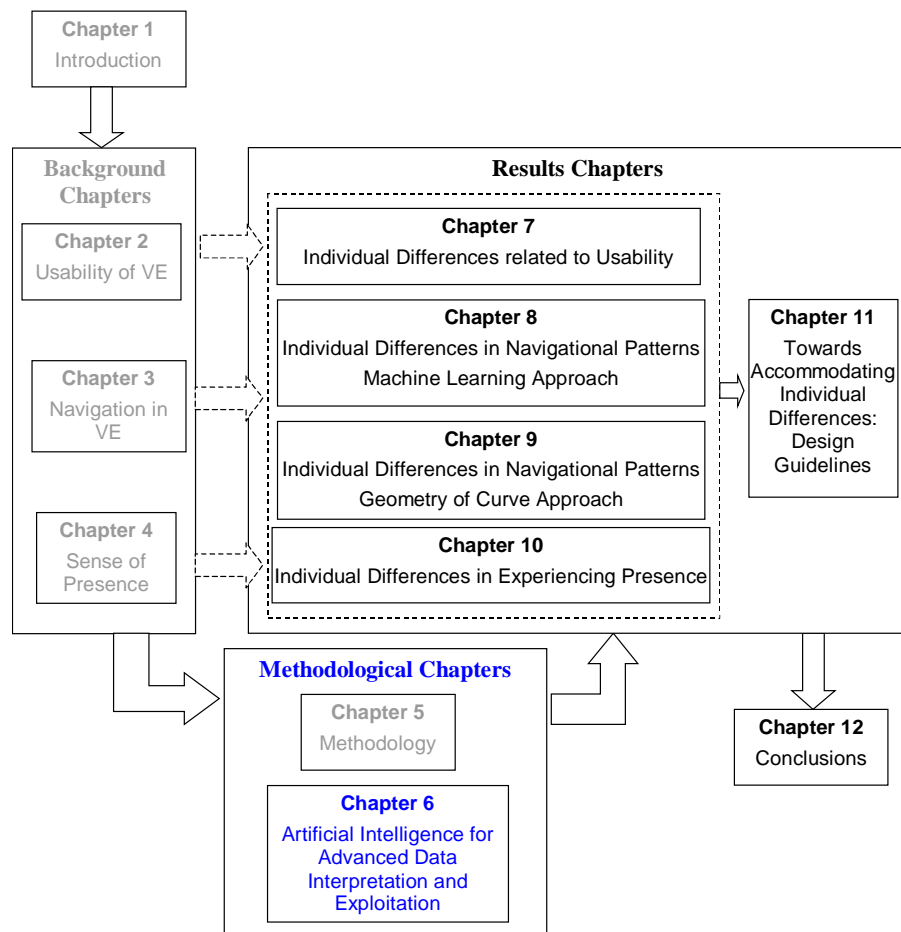 Chapter 1
Introduction
Background
Chapters
Chapter 2
Usability of VE
Chapter 3
Navigation in
VE
Chapter 4
Sense of
Presence
Results Chapters
Chapter 7
Individual Differences related to Usability
Chapter 8
Individual Differences in Navigational Patterns
Machine Learning Approach
Chapter 9
Individual Differences in Navigational Patterns
Geometry of Curve Approach
Chapter 10
Individual Differences in Experiencing Presence
Chapter 11
Towards
Accommodating
Individual
Differences:
Design
Guidelines
Methodological Chapters
Chapter 5
Methodology
Chapter 6
Artificial Intelligence for
Advanced Data
Interpretation and
Exploitation
Chapter 12
Conclusions